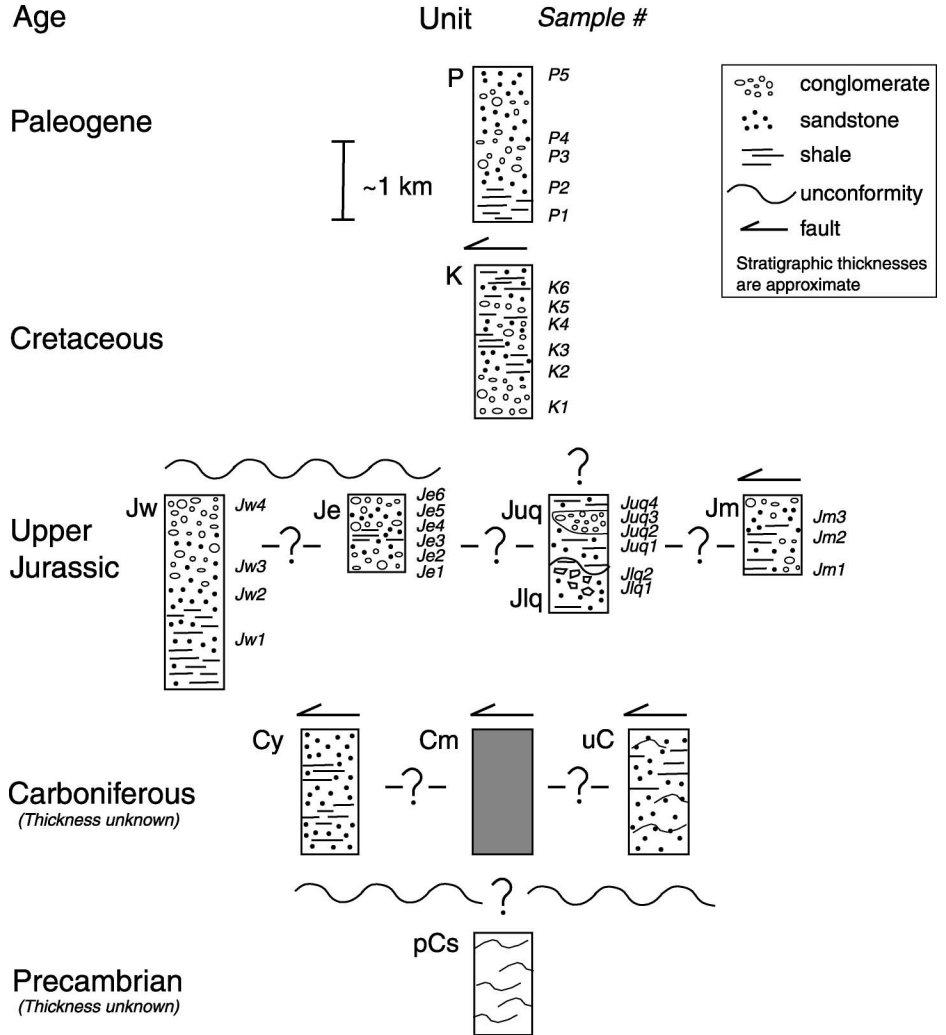 Age
Unit
Sample #
P
P5
P4
P3
P2
P1
Paleogene
~1 km
conglomerate
sandstone
shale
unconformity
fault
Stratigraphic thicknesses
are approximate
K
K6
K5
K4
K3
K2
K1
Cretaceous
?
Jw
Jw4
Jw3
Jw2
Jw1
?
Je
Je6
Je5
Je4
Je3
Je2
Je1
?
Juq
Juq4
Juq3
Juq2
Juq1
Jlq
Jlq2
Jlq1
?
Jm
Jm3
Jm2
Jm1
Upper
Jurassic
Cy
?
Cm
?
uC
Carboniferous
(Thickness unknown)
?
pCs
Precambrian
(Thickness unknown)